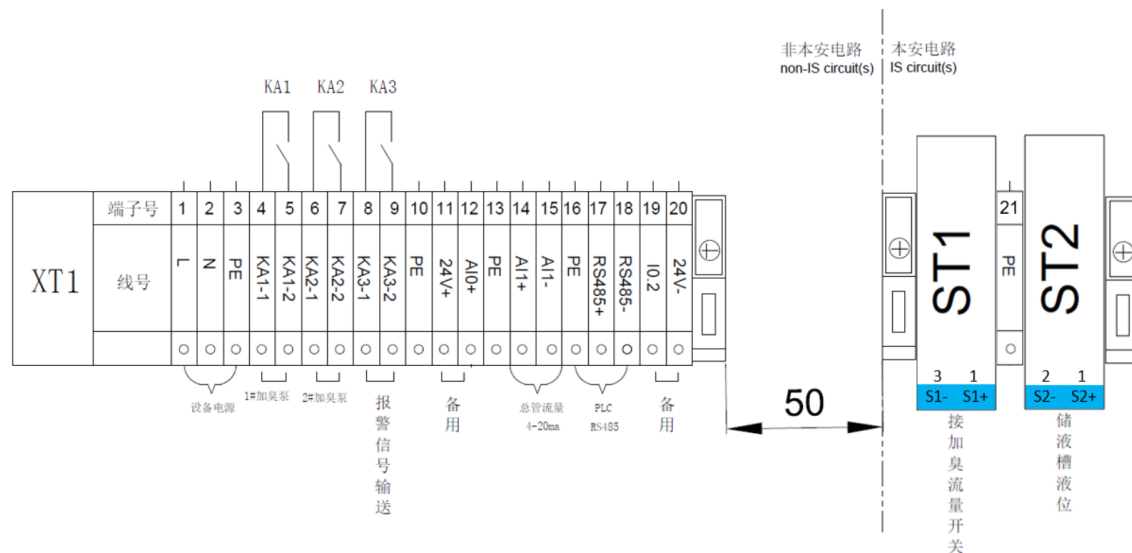 非本安电路 本安电路
non-IS circuit(s) IS circuit(s)
KA1 KA2 KA3
XT1
端子号 1 2 3 4 5 6 7 8 9 10 11 12 13 14 15 16 17 18 19 20
线号 L N PE KA1-1 KA1-2 KA2-1 KA2-2 KA3-1 KA3-2 PE 24V+ AI0+ PE AI1+ AI1- PE RS485+ RS485- I0.2 24V-
设备电源
1#加臭泵
2#加臭泵
报警信号输送
备用
总管流量
4-20ma
PLC
RS485
备用
50
ST1
3 1
S1- S1+
接加臭流量开关
21
PE
ST2
2 1
S2- S2+
储液槽液位